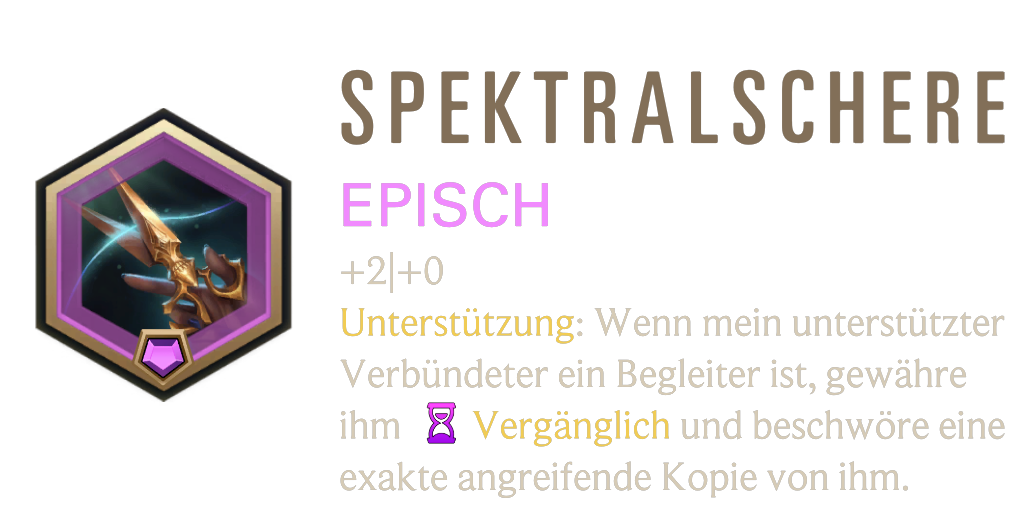 SPEKTRALSCHERE
EPISCH
+2|+0
Unterstützung: Wenn mein unterstützter
Verbündeter ein Begleiter ist, gewähre
ihm Vergänglich und beschwöre eine
exakte angreifende Kopie von ihm.